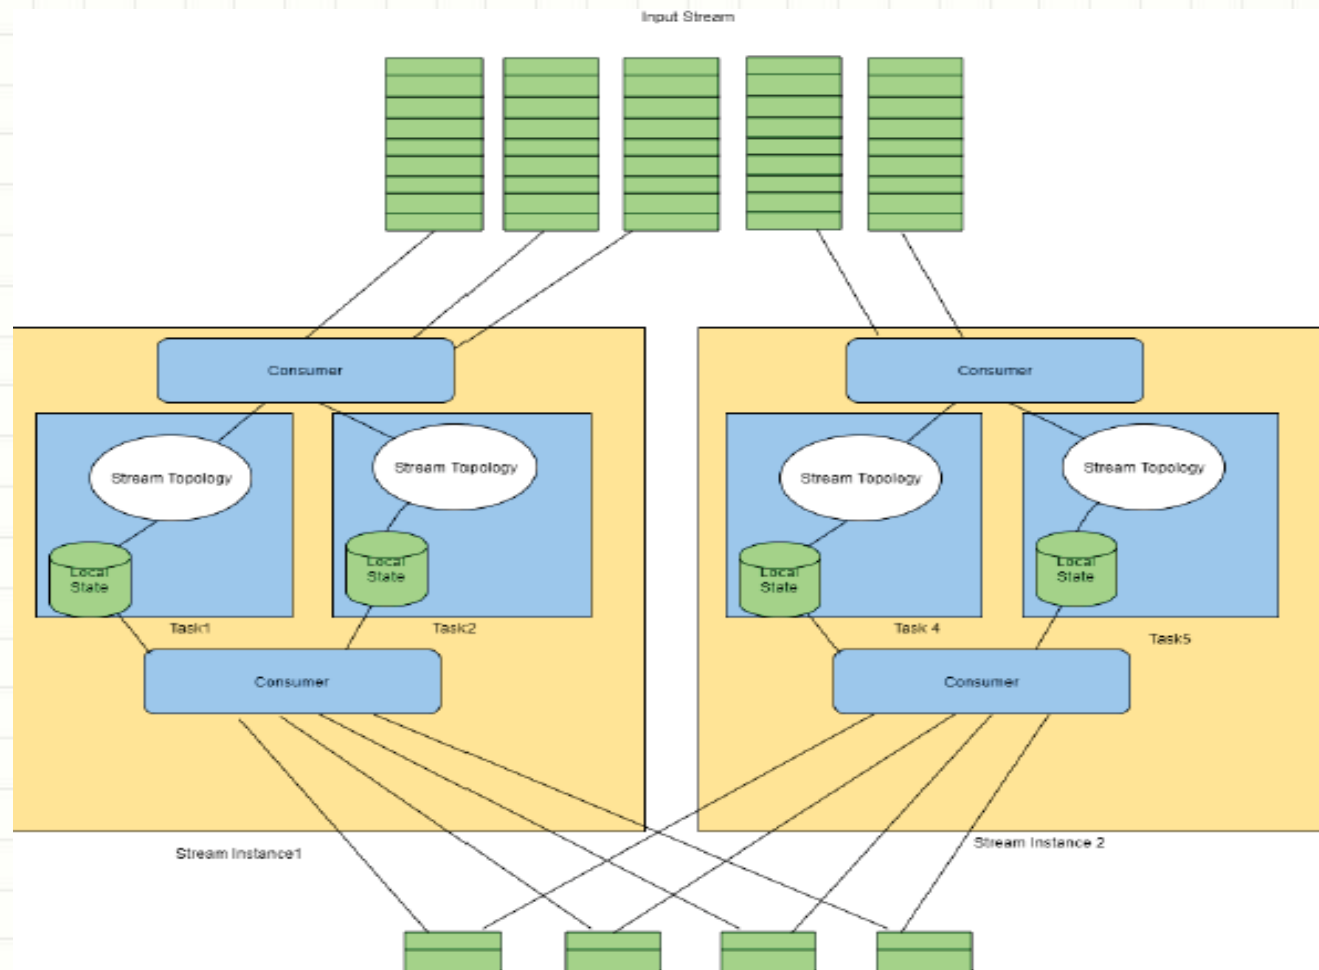 Input Stream
Consumer
Consumer
Stream Topology
Stream Topology
Stream Topology
Stream Topology
Local
State
Local
State
Local
State
Local
State
Task1
Task2
Task 4
Task5
Consumer
Consumer
Stream Instance1
Stream Instance 2